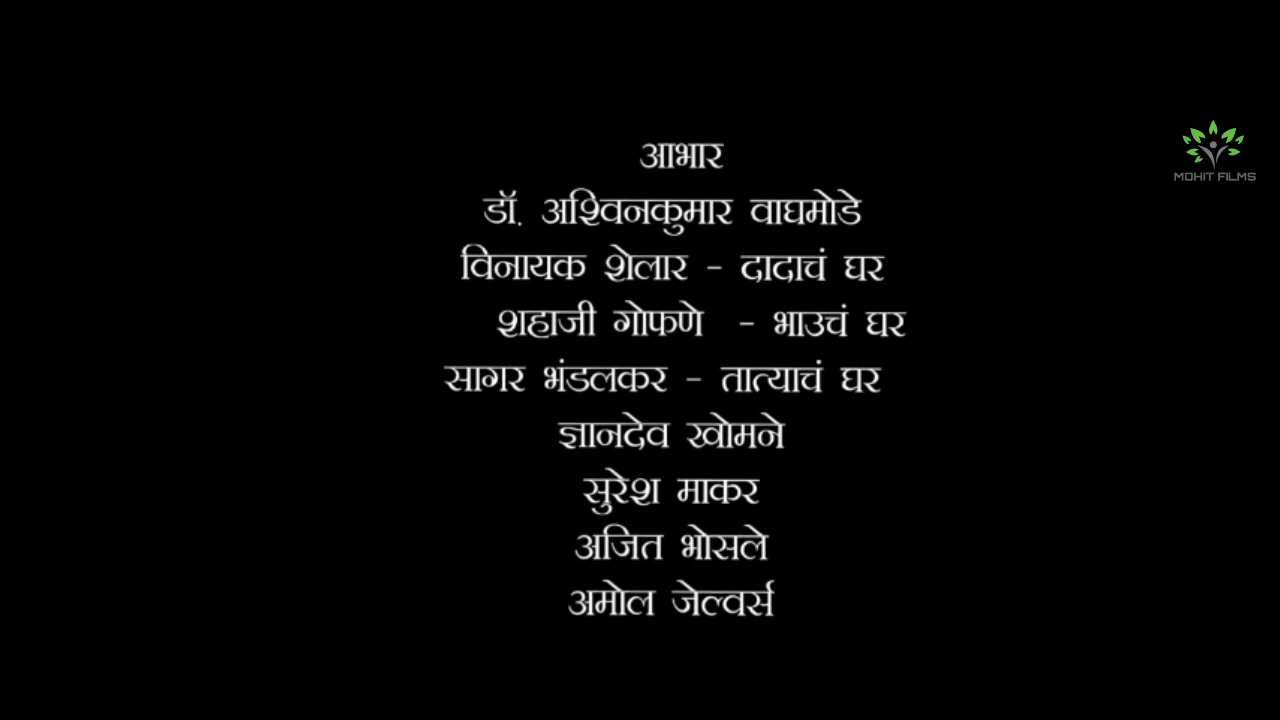 आभार
डॉ. अश्विनकुमार वाघमोडे
विनायक शेलार - दादाचं घर
शहाजी गोफणे - भाउचं घर
सागर भंडलकर - तात्याचं घर
ज्ञानदेव खोमने
सुरेश माकर
अजित भोसले
अमोल जेल्वर्स
MOHIT FILMS